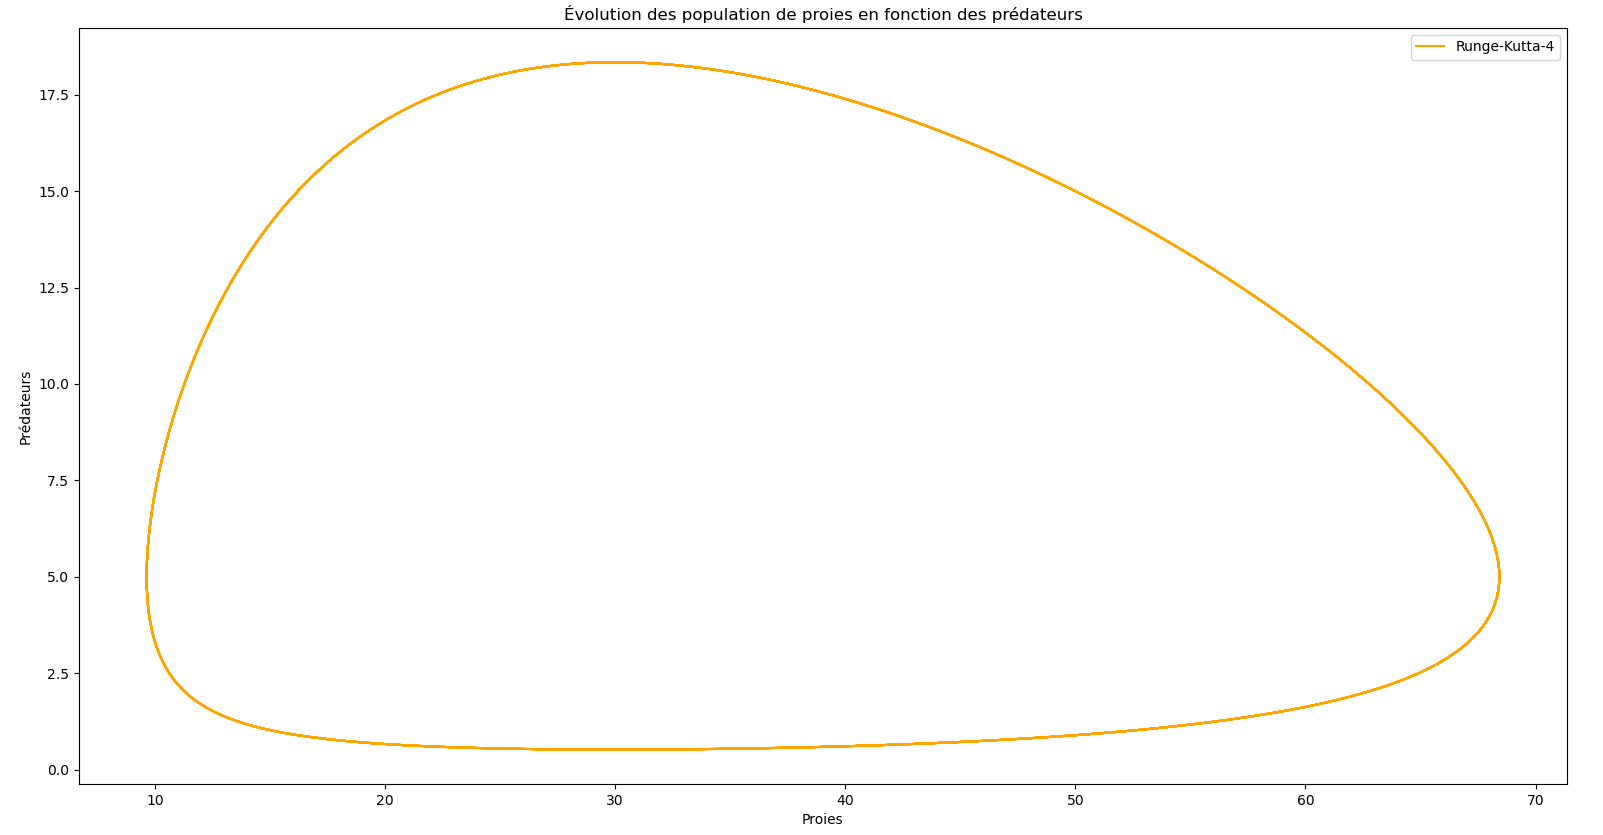 Évolution des population de proies en fonction des prédateurs
Runge-Kutta-4
17.5
15.0
12.5
10.0
7.5
5.0
2.5
0.0
Prédateurs
10 20 30 40 50 60 70
Proies